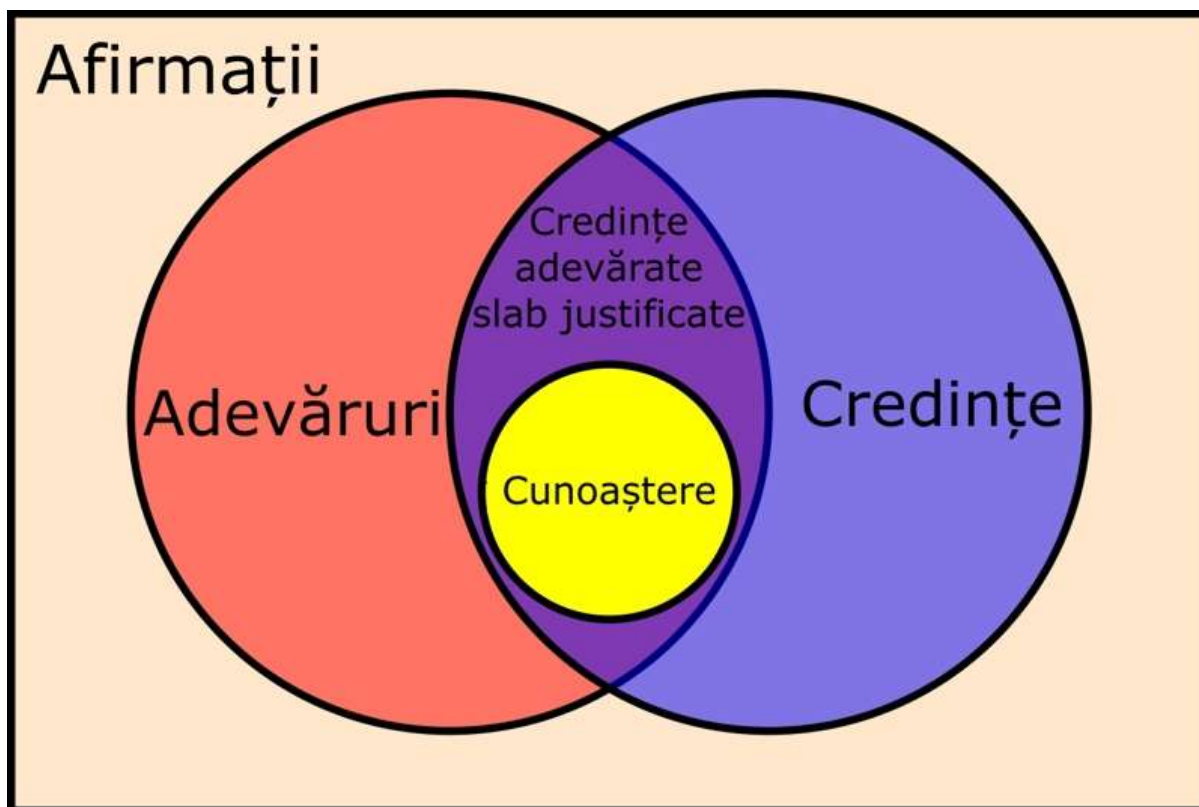 Afirmații
Credințe
adevărate
slab justificate
Adevăruri
Credințe
Cunoaștere